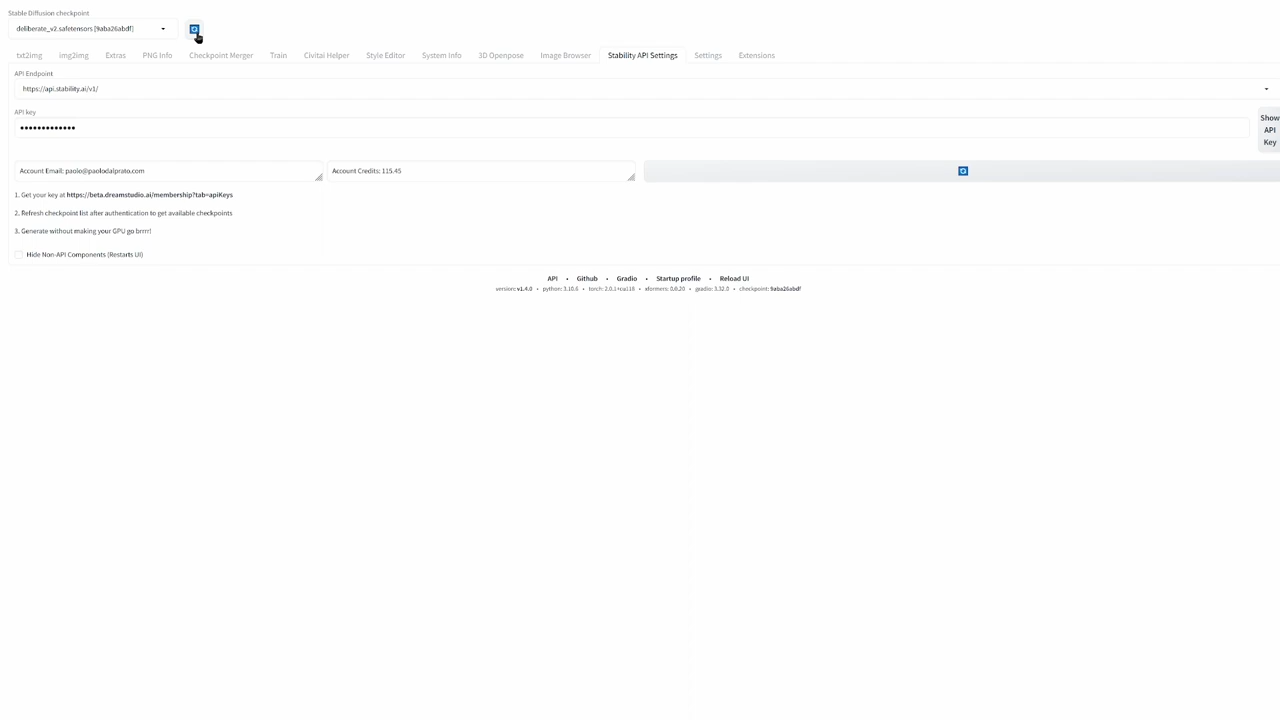 Stable Diffusion checkpoint
deliberate_v2.safetensors [9aba26abdf]
txt2img img2img Extras PNG Info Checkpoint Merger Train Civitai Helper Style Editor System Info 3D Openpose Image Browser Stability API Settings Settings Extensions
API Endpoint
https://api.stability.ai/v1/
API key
•••••••••••••
Show
API
Key
Account Email: paolo@paolodalprato.com Account Credits: 115.45
1. Get your key at https://beta.dreamstudio.ai/membership?tab=apiKeys
2. Refresh checkpoint list after authentication to get available checkpoints
3. Generate without making your GPU go brrrr!
Hide Non-API Components (Restarts UI)
API • Github • Gradio • Startup profile • Reload UI
version: v1.4.0 • python: 3.10.6 • torch: 2.0.1+cu118 • xformers: 0.0.20 • gradio: 3.32.0 • checkpoint: 9aba26abdf